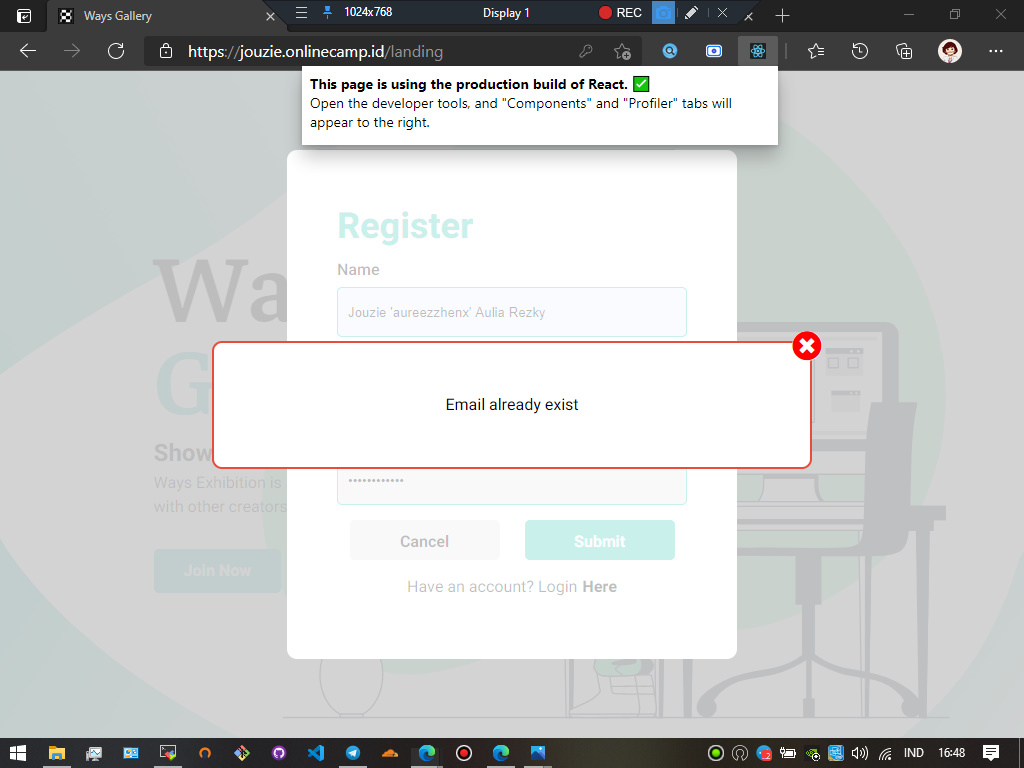 Ways Gallery
1024x768
Display 1
REC
https://jouzie.onlinecamp.id/landing
This page is using the production build of React. ✅
Open the developer tools, and "Components" and "Profiler" tabs will
appear to the right.
Register
Name
Jouzie 'aureezzhenx' Aulia Rezky
Wa
G
Email already exist
Show
Ways Exhibition is
with other creators
••••••••••••
Cancel
Submit
Join Now
Have an account? Login Here
IND
16:48